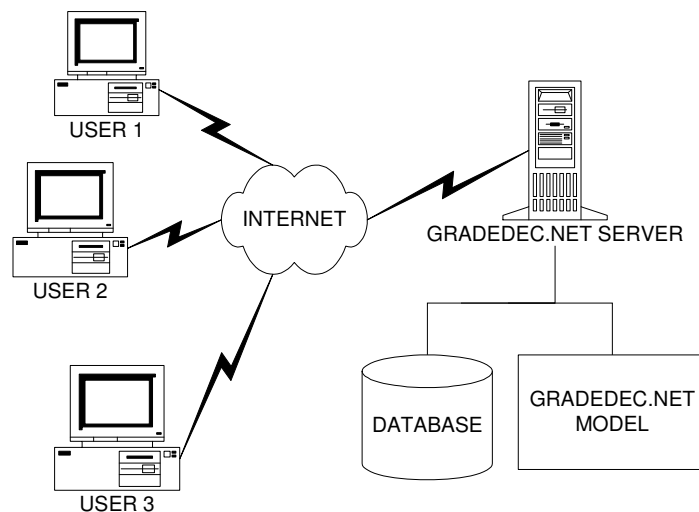 USER 1
INTERNET
GRADEDEC.NET SERVER
USER 2
DATABASE
GRADEDEC.NET
MODEL
USER 3